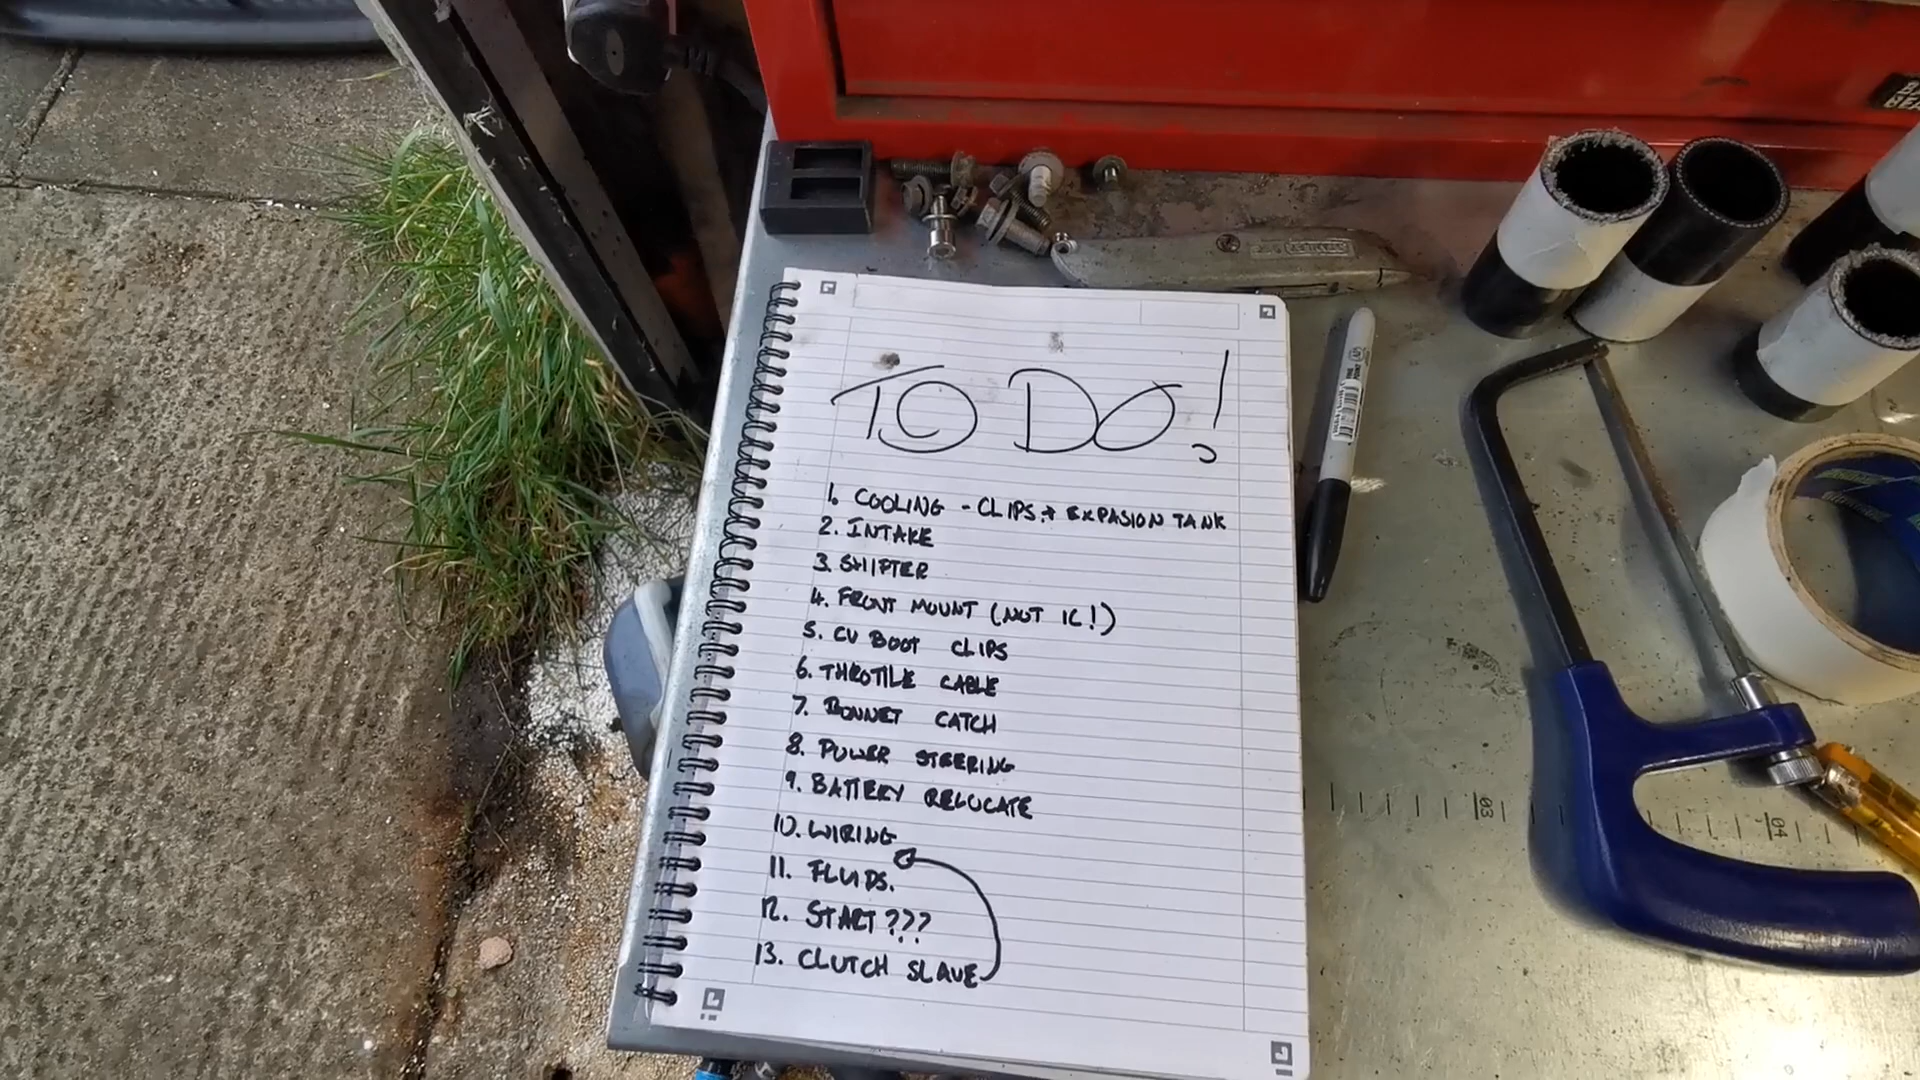 TO DO!
1. COOLING - CLIPS + EXPASION TANK
2. INTAKE
3. SHIFTER
4. FRONT MOUNT (NOT IC!)
5. CV BOOT CLIPS
6. THROTTLE CABLE
7. BONNET CATCH
8. POWER STEERING
9. BATTERY RELOCATE
10. WIRING
11. FLUIDS.
12. START???
13. CLUTCH SLAVE
03
04